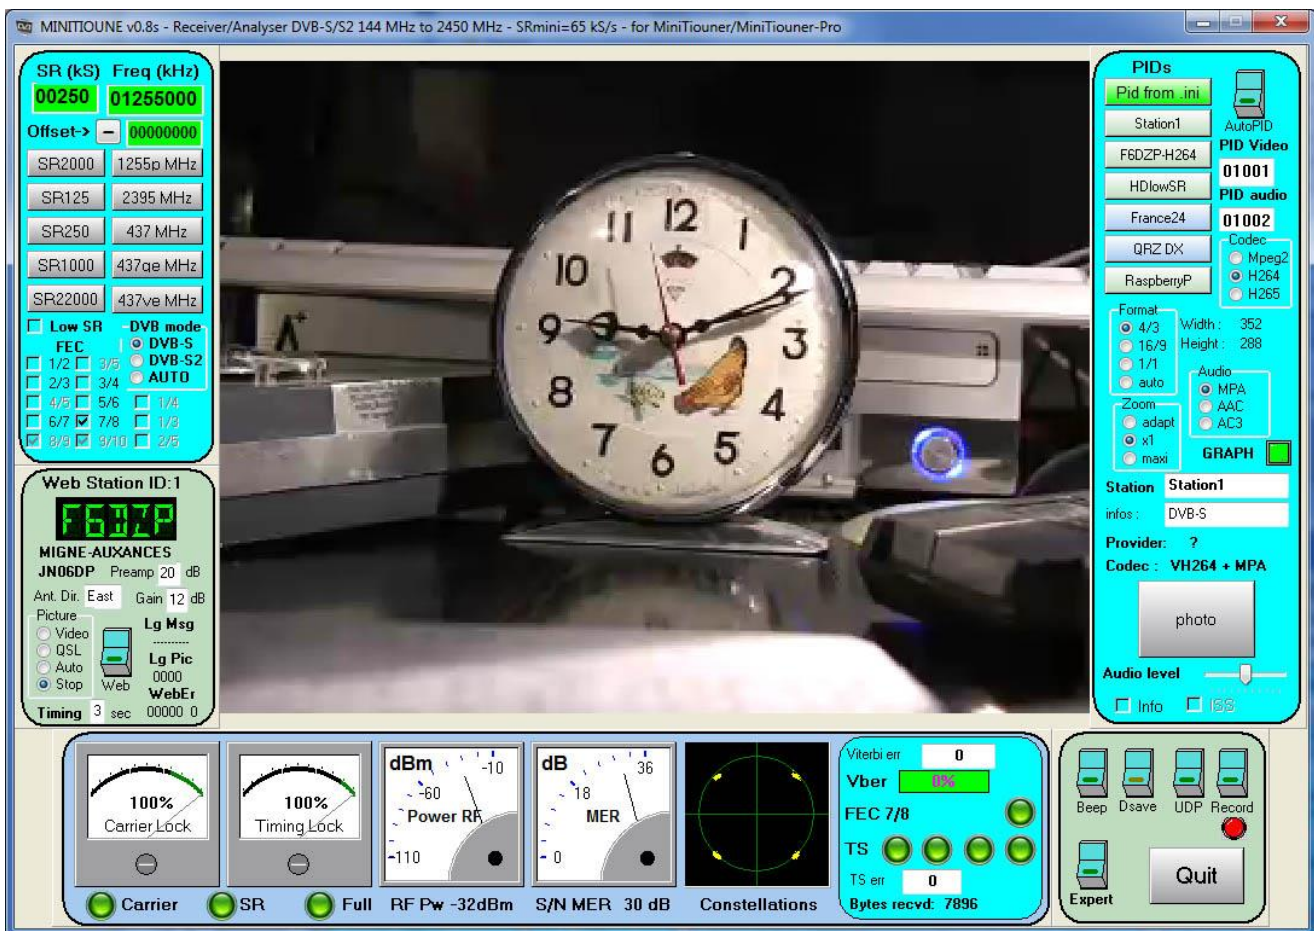 MINITIOUNE v0.8s - Receiver/Analyser DVB-S/S2 144 MHz to 2450 MHz - SRmini=65 kS/s - for MiniTiouner/MiniTiouner-Pro
SR (kS) Freq (kHz)
00250 01255000
Offset-> - 00000000
SR2000 1255p MHz
SR125 2395 MHz
SR250 437 MHz
SR1000 437qe MHz
SR22000 437ve MHz
Low SR DVB mode
FEC DVB-S
1/2 3/5 DVB-S2
2/3 3/4 AUTO
4/5 5/6 1/4
6/7 7/8 1/3
8/9 9/10 2/5
Web Station ID:1
F6DZP
MIGNE-AUXANCES
JN06DP Preamp 20 dB
Ant. Dir. East Gain 12 dB
Picture Lg Msg
Video ----------
QSL Lg Pic
Auto 0000
Stop Web WebEr
Timing 3 sec 00000 0
11 12 1
10 2
9 3
8 4
7 6 5
PIDs
Pid from .ini
Station1 AutoPID
F6DZP-H264 PID Video
01001
HDlowSR PID audio
France24 01002
QRZ DX Codec
Mpeg2
RaspberryP H264
H265
Format
4/3 Width : 352
16/9 Height : 288
1/1
auto Audio
MPA
Zoom AAC
adapt AC3
x1
maxi GRAPH
Station Station1
infos : DVB-S
Provider: ?
Codec : VH264 + MPA
photo
Audio level
Info ISS
100% 100%
Carrier Lock Timing Lock
dBm -10
-60
Power RF
-110
dB 36
18
MER
0
Carrier SR Full RF Pw -32dBm S/N MER 30 dB Constellations
Viterbi err 0
Vber 0%
FEC 7/8
TS
TS err 0
Bytes recvd: 7896
Beep Dsave UDP Record
Expert Quit